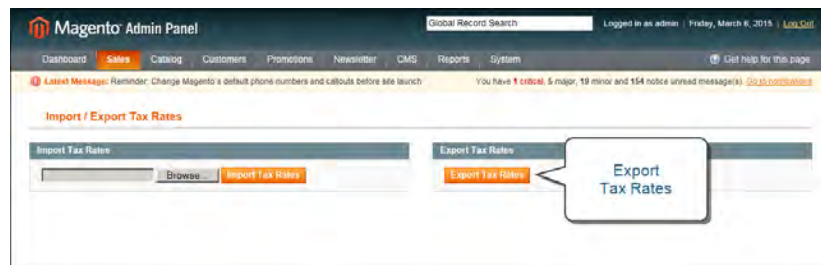 Magento Admin Panel
Global Record Search
Logged in as admin | Friday, March 6, 2015 | Log Out
Dashboard Sales Catalog Customers Promotions Newsletter CMS Reports System
Get help for this page
Latest Message: Reminder: Change Magento's default phone numbers and callouts before site launch
You have 1 critical, 5 major, 19 minor and 154 notice unread message(s). Go to notifications
Import / Export Tax Rates
Import Tax Rates
Export Tax Rates
Browse... Import Tax Rates
Export Tax Rates
Export
Tax Rates